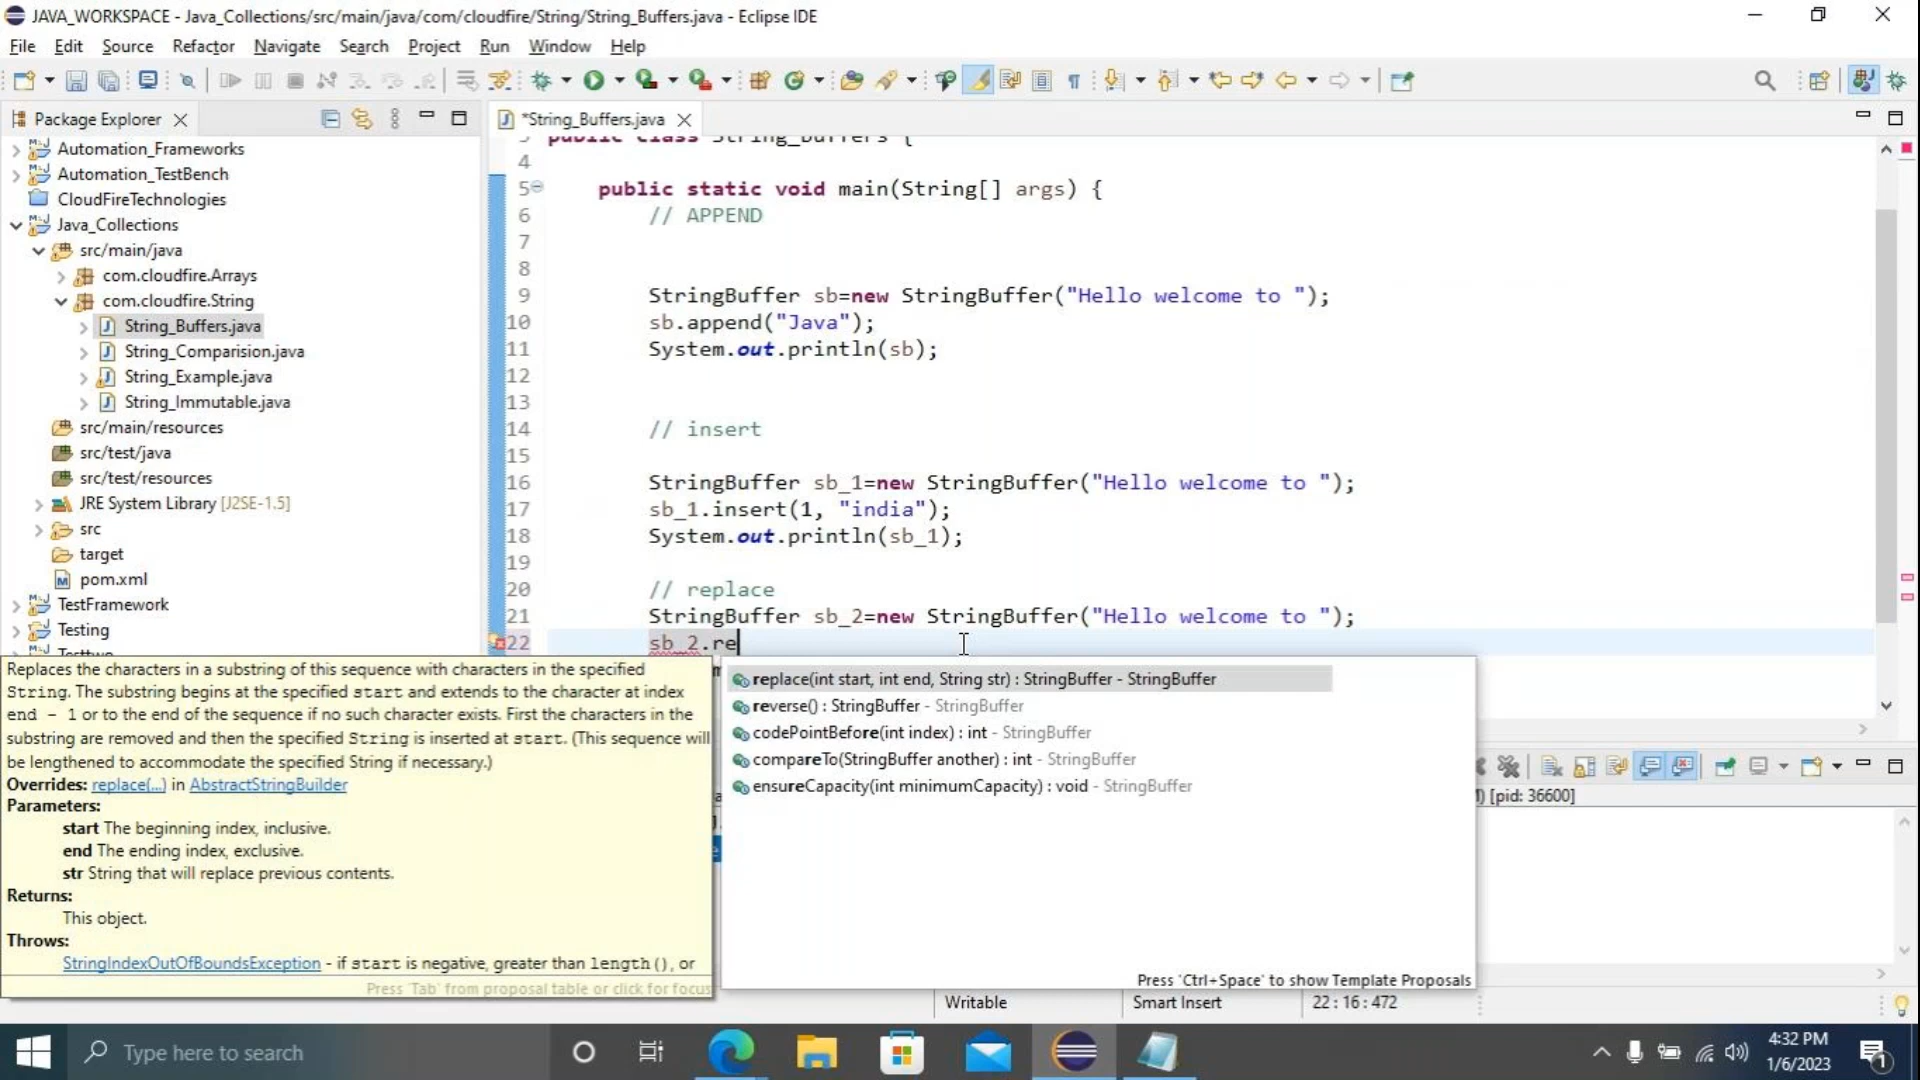 JAVA_WORKSPACE - Java_Collections/src/main/java/com/cloudfire/String/String_Buffers.java - Eclipse IDE
File Edit Source Refactor Navigate Search Project Run Window Help
Package Explorer
*String_Buffers.java
Automation_Frameworks
Automation_TestBench
CloudFireTechnologies
Java_Collections
src/main/java
com.cloudfire.Arrays
com.cloudfire.String
String_Buffers.java
String_Comparision.java
String_Example.java
String_Immutable.java
src/main/resources
src/test/java
src/test/resources
JRE System Library [J2SE-1.5]
src
target
pom.xml
TestFramework
Testing
Testtwo
3 public class String_Buffers {
4
5 public static void main(String[] args) {
6 // APPEND
7
8
9 StringBuffer sb=new StringBuffer("Hello welcome to ");
10 sb.append("Java");
11 System.out.println(sb);
12
13
14 // insert
15
16 StringBuffer sb_1=new StringBuffer("Hello welcome to ");
17 sb_1.insert(1, "india");
18 System.out.println(sb_1);
19
20 // replace
21 StringBuffer sb_2=new StringBuffer("Hello welcome to ");
22 sb_2.re
Replaces the characters in a substring of this sequence with characters in the specified
String. The substring begins at the specified start and extends to the character at index
end - 1 or to the end of the sequence if no such character exists. First the characters in the
substring are removed and then the specified String is inserted at start. (This sequence will
be lengthened to accommodate the specified String if necessary.)
Overrides: replace(...) in AbstractStringBuilder
Parameters:
start The beginning index, inclusive.
end The ending index, exclusive.
str String that will replace previous contents.
Returns:
This object.
Throws:
StringIndexOutOfBoundsException - if start is negative, greater than length(), or
Press 'Tab' from proposal table or click for focus
replace(int start, int end, String str) : StringBuffer - StringBuffer
reverse() : StringBuffer - StringBuffer
codePointBefore(int index) : int - StringBuffer
compareTo(StringBuffer another) : int - StringBuffer
ensureCapacity(int minimumCapacity) : void - StringBuffer
Press 'Ctrl+Space' to show Template Proposals
) [pid: 36600]
Writable
Smart Insert
22 : 16 : 472
Type here to search
4:32 PM
1/6/2023
1